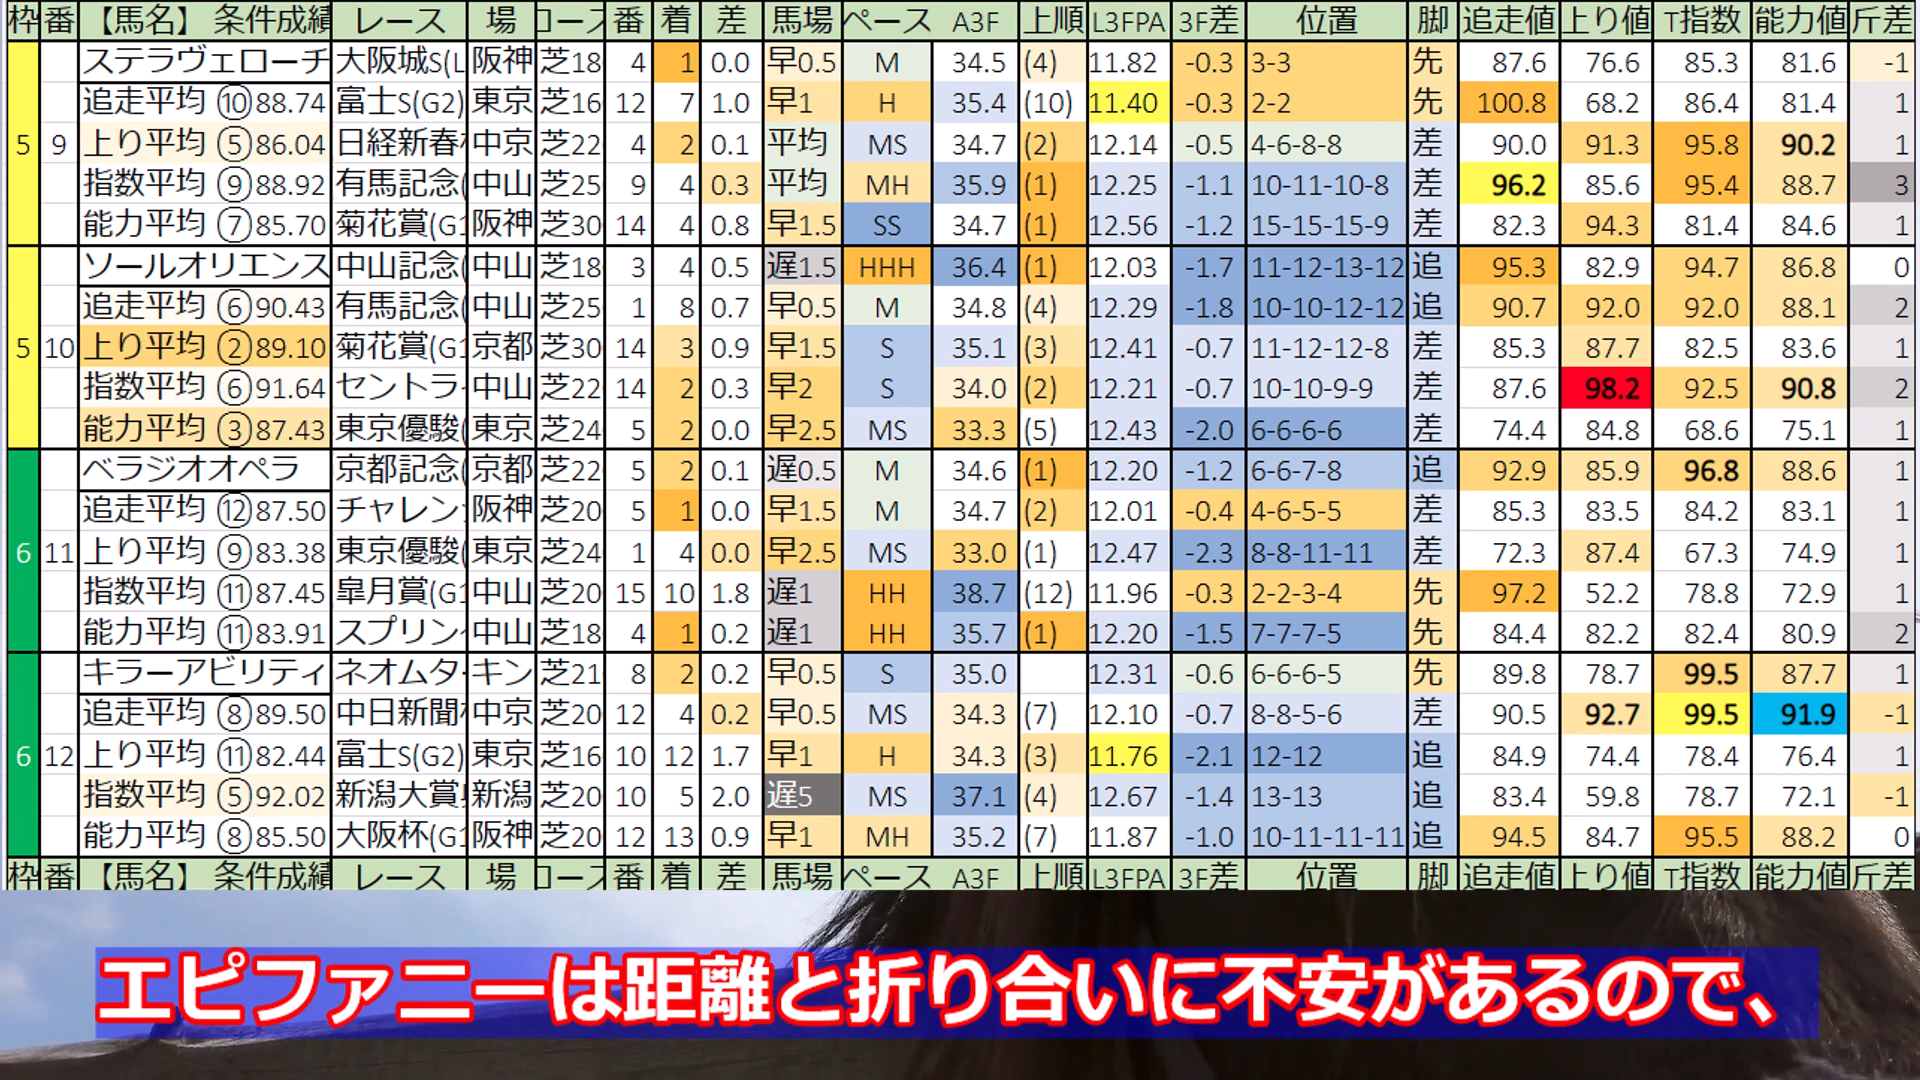 枠 番 【馬名】 条件成績 レース 場 コース 番 着 差 馬場 ペース A3F 上順 L3FPA 3F差 位置 脚 追走値 上り値 T指数 能力値 斤差
ステラヴェローチ 大阪城S(L 阪神 芝18 4 1 0.0 早0.5 M 34.5 (4) 11.82 -0.3 3-3 先 87.6 76.6 85.3 81.6 -1
追走平均 ⑩88.74 富士S(G2) 東京 芝16 12 7 1.0 早1 H 35.4 (10) 11.40 -0.3 2-2 先 100.8 68.2 86.4 81.4 1
5 9 上り平均 ⑤86.04 日経新春 中京 芝22 4 2 0.1 平均 MS 34.7 (2) 12.14 -0.5 4-6-8-8 差 90.0 91.3 95.8 90.2 1
指数平均 ⑨88.92 有馬記念( 中山 芝25 9 4 0.3 平均 MH 35.9 (1) 12.25 -1.1 10-11-10-8 差 96.2 85.6 95.4 88.7 3
能力平均 ⑦85.70 菊花賞(G1 阪神 芝30 14 4 0.8 早1.5 SS 34.7 (1) 12.56 -1.2 15-15-15-9 差 82.3 94.3 81.4 84.6 1
ソールオリエンス 中山記念( 中山 芝18 3 4 0.5 遅1.5 HHH 36.4 (1) 12.03 -1.7 11-12-13-12 追 95.3 82.9 94.7 86.8 0
追走平均 ⑥90.43 有馬記念( 中山 芝25 1 8 0.7 早0.5 M 34.8 (4) 12.29 -1.8 10-10-12-12 追 90.7 92.0 92.0 88.1 2
5 10 上り平均 ②89.10 菊花賞(G1 京都 芝30 14 3 0.9 早1.5 S 35.1 (3) 12.41 -0.7 11-12-12-8 差 85.3 87.7 82.5 83.6 1
指数平均 ⑥91.64 セントラ 中山 芝22 14 2 0.3 早2 S 34.0 (2) 12.21 -0.7 10-10-9-9 差 87.6 98.2 92.5 90.8 2
能力平均 ③87.43 東京優駿( 東京 芝24 5 2 0.0 早2.5 MS 33.3 (5) 12.43 -2.0 6-6-6-6 差 74.4 84.8 68.6 75.1 1
ベラジオオペラ 京都記念( 京都 芝22 5 2 0.1 遅0.5 M 34.6 (1) 12.20 -1.2 6-6-7-8 追 92.9 85.9 96.8 88.6 1
追走平均 ⑫87.50 チャレン 阪神 芝20 5 1 0.0 早1.5 M 34.7 (2) 12.01 -0.4 4-6-5-5 差 85.3 83.5 84.2 83.1 1
6 11 上り平均 ⑨83.38 東京優駿( 東京 芝24 1 4 0.0 早2.5 MS 33.0 (1) 12.47 -2.3 8-8-11-11 差 72.3 87.4 67.3 74.9 1
指数平均 ⑪87.45 皐月賞(G1 中山 芝20 15 10 1.8 遅1 HH 38.7 (12) 11.96 -0.3 2-2-3-4 先 97.2 52.2 78.8 72.9 1
能力平均 ⑪83.91 スプリン 中山 芝18 4 1 0.2 遅1 HH 35.7 (1) 12.20 -1.5 7-7-7-5 先 84.4 82.2 82.4 80.9 2
キラーアビリティ ネオムター キン 芝21 8 2 0.2 早0.5 S 35.0 12.31 -0.6 6-6-6-5 先 89.8 78.7 99.5 87.7 1
追走平均 ⑧89.50 中日新聞 中京 芝20 12 4 0.2 早0.5 MS 34.3 (7) 12.10 -0.7 8-8-5-6 差 90.5 92.7 99.5 91.9 -1
6 12 上り平均 ⑪82.44 富士S(G2) 東京 芝16 10 12 1.7 早1 H 34.3 (3) 11.76 -2.1 12-12 追 84.9 74.4 78.4 76.4 1
指数平均 ⑤92.02 新潟大賞 新潟 芝20 10 5 2.0 遅5 MS 37.1 (4) 12.67 -1.4 13-13 追 83.4 59.8 78.7 72.1 -1
能力平均 ⑧85.50 大阪杯(G1 阪神 芝20 12 13 0.9 早1 MH 35.2 (7) 11.87 -1.0 10-11-11-11 追 94.5 84.7 95.5 88.2 0
枠 番 【馬名】 条件成績 レース 場 コース 番 着 差 馬場 ペース A3F 上順 L3FPA 3F差 位置 脚 追走値 上り値 T指数 能力値 斤差
エピファニーは距離と折り合いに不安があるので、